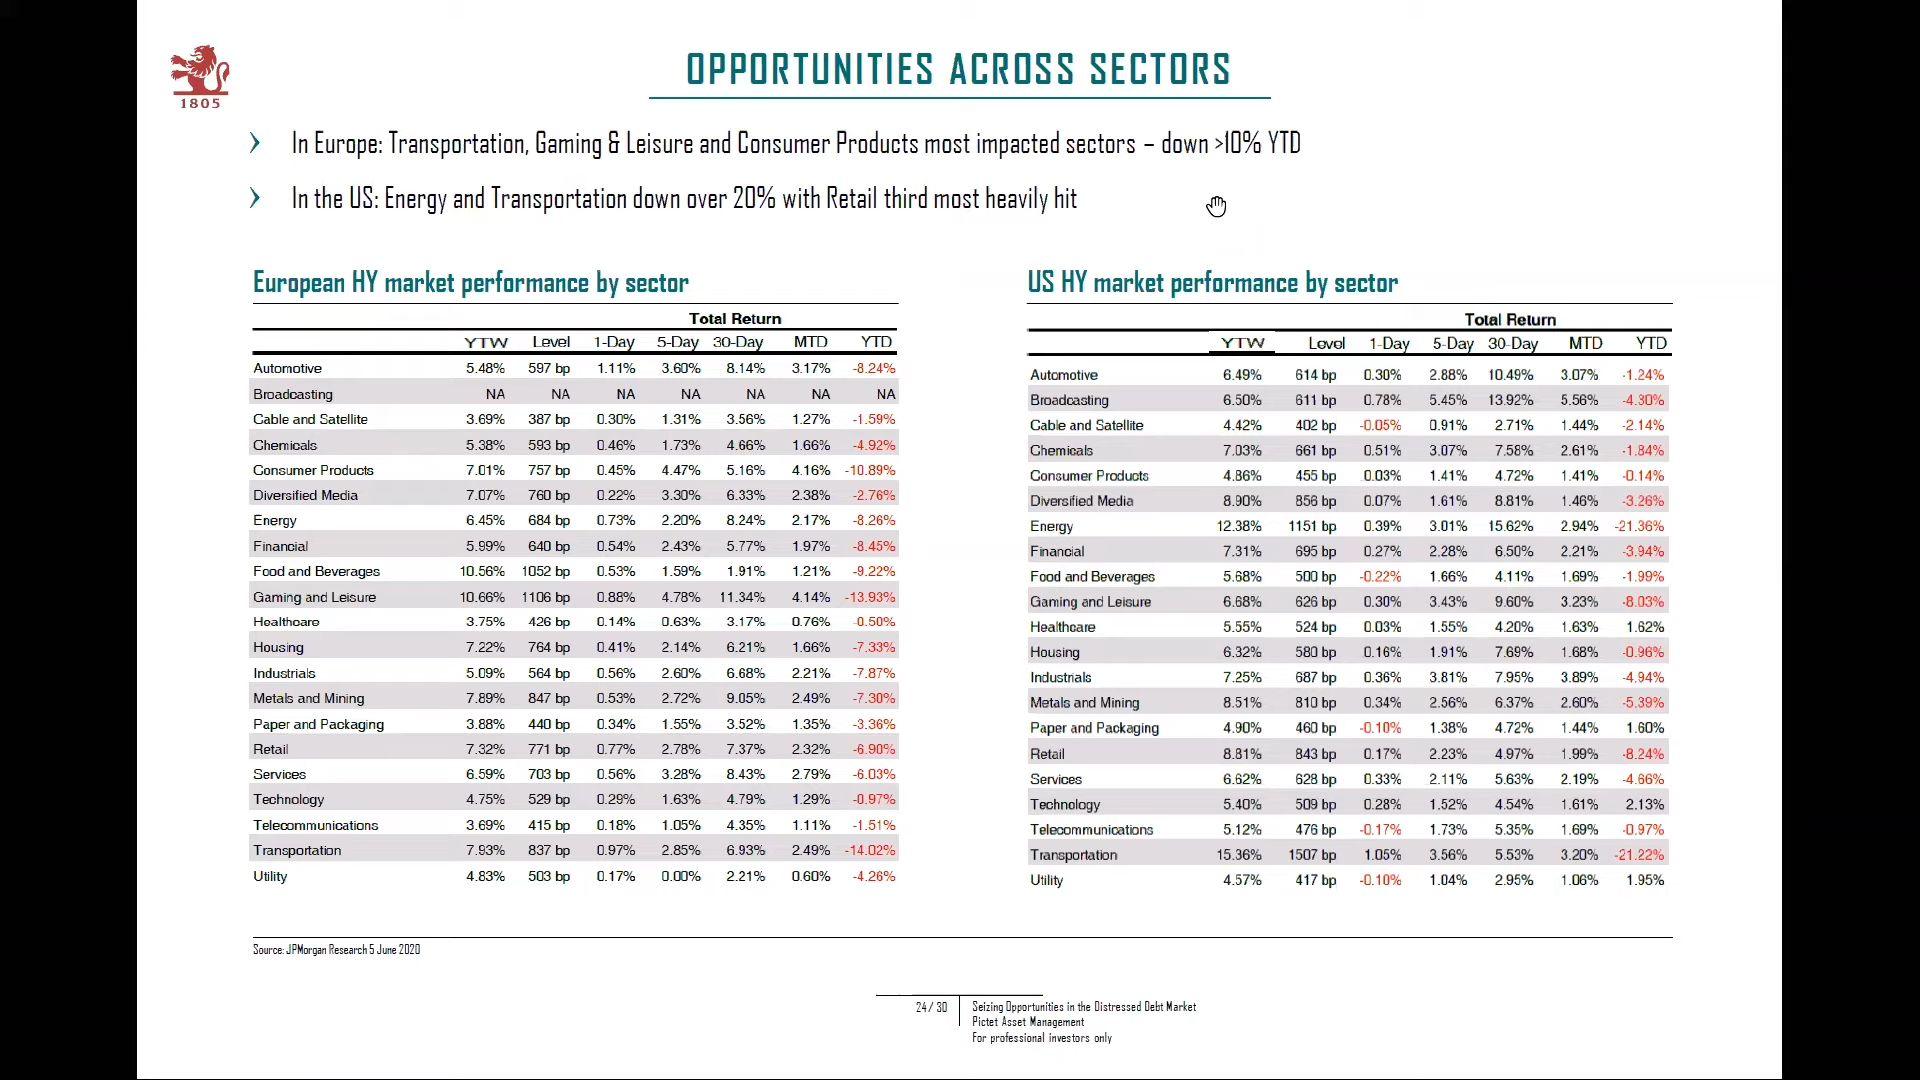 1805
OPPORTUNITIES ACROSS SECTORS
In Europe: Transportation, Gaming & Leisure and Consumer Products most impacted sectors – down >10% YTD
In the US: Energy and Transportation down over 20% with Retail third most heavily hit
European HY market performance by sector
Total Return
YTW Level 1-Day 5-Day 30-Day MTD YTD
Automotive 5.48% 597 bp 1.11% 3.60% 8.14% 3.17% -8.24%
Broadcasting NA NA NA NA NA NA NA
Cable and Satellite 3.69% 387 bp 0.30% 1.31% 3.56% 1.27% -1.59%
Chemicals 5.38% 593 bp 0.46% 1.73% 4.66% 1.66% -4.92%
Consumer Products 7.01% 757 bp 0.45% 4.47% 5.16% 4.16% -10.89%
Diversified Media 7.07% 760 bp 0.22% 3.30% 6.33% 2.38% -2.76%
Energy 6.45% 684 bp 0.73% 2.20% 8.24% 2.17% -8.26%
Financial 5.99% 640 bp 0.54% 2.43% 5.77% 1.97% -8.45%
Food and Beverages 10.56% 1052 bp 0.53% 1.59% 1.91% 1.21% -9.22%
Gaming and Leisure 10.66% 1106 bp 0.88% 4.78% 11.34% 4.14% -13.93%
Healthcare 3.75% 426 bp 0.14% 0.63% 3.17% 0.76% -0.50%
Housing 7.22% 764 bp 0.41% 2.14% 6.21% 1.66% -7.33%
Industrials 5.09% 564 bp 0.56% 2.60% 6.68% 2.21% -7.87%
Metals and Mining 7.89% 847 bp 0.53% 2.72% 9.05% 2.49% -7.30%
Paper and Packaging 3.88% 440 bp 0.34% 1.55% 3.52% 1.35% -3.36%
Retail 7.32% 771 bp 0.77% 2.78% 7.37% 2.32% -6.90%
Services 6.59% 703 bp 0.56% 3.28% 8.43% 2.79% -6.03%
Technology 4.75% 529 bp 0.29% 1.63% 4.79% 1.29% -0.97%
Telecommunications 3.69% 415 bp 0.18% 1.05% 4.35% 1.11% -1.51%
Transportation 7.93% 837 bp 0.97% 2.85% 6.93% 2.49% -14.02%
Utility 4.83% 503 bp 0.17% 0.00% 2.21% 0.60% -4.26%
US HY market performance by sector
Total Return
YTW Level 1-Day 5-Day 30-Day MTD YTD
Automotive 6.49% 614 bp 0.30% 2.88% 10.49% 3.07% -1.24%
Broadcasting 6.50% 611 bp 0.78% 5.45% 13.92% 5.56% -4.30%
Cable and Satellite 4.42% 402 bp -0.05% 0.91% 2.71% 1.44% -2.14%
Chemicals 7.03% 661 bp 0.51% 3.07% 7.58% 2.61% -1.84%
Consumer Products 4.86% 455 bp 0.03% 1.41% 4.72% 1.41% -0.14%
Diversified Media 8.90% 856 bp 0.07% 1.61% 8.81% 1.46% -3.26%
Energy 12.38% 1151 bp 0.39% 3.01% 15.62% 2.94% -21.36%
Financial 7.31% 695 bp 0.27% 2.28% 6.50% 2.21% -3.94%
Food and Beverages 5.68% 500 bp -0.22% 1.66% 4.11% 1.69% -1.99%
Gaming and Leisure 6.68% 626 bp 0.30% 3.43% 9.60% 3.23% -8.03%
Healthcare 5.55% 524 bp 0.03% 1.55% 4.20% 1.63% 1.62%
Housing 6.32% 580 bp 0.16% 1.91% 7.69% 1.68% -0.96%
Industrials 7.25% 687 bp 0.36% 3.81% 7.95% 3.89% -4.94%
Metals and Mining 8.51% 810 bp 0.34% 2.56% 6.37% 2.60% -5.39%
Paper and Packaging 4.90% 460 bp -0.10% 1.38% 4.72% 1.44% 1.60%
Retail 8.81% 843 bp 0.17% 2.23% 4.97% 1.99% -8.24%
Services 6.62% 628 bp 0.33% 2.11% 5.63% 2.19% -4.66%
Technology 5.40% 509 bp 0.28% 1.52% 4.54% 1.61% 2.13%
Telecommunications 5.12% 476 bp -0.17% 1.73% 5.35% 1.69% -0.97%
Transportation 15.36% 1507 bp 1.05% 3.56% 5.53% 3.20% -21.22%
Utility 4.57% 417 bp -0.10% 1.04% 2.95% 1.06% 1.95%
Source: JPMorgan Research 5 June 2020
24 / 30
Seizing Opportunities in the Distressed Debt Market
Pictet Asset Management
For professional investors only